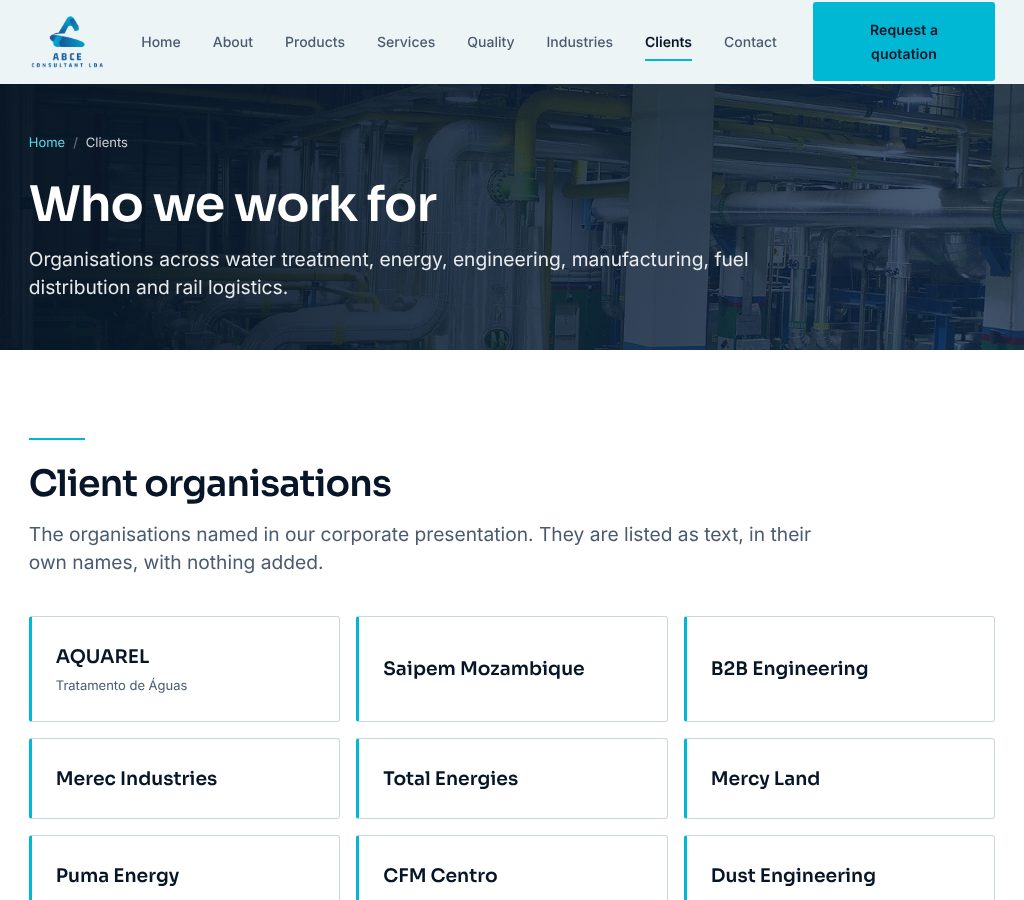 ABCE
CONSULTANT LDA
Home
About
Products
Services
Quality
Industries
Clients
Contact
Request a
quotation
Home / Clients
Who we work for
Organisations across water treatment, energy, engineering, manufacturing, fuel
distribution and rail logistics.
Client organisations
The organisations named in our corporate presentation. They are listed as text, in their
own names, with nothing added.
AQUAREL
Tratamento de Águas
Saipem Mozambique
B2B Engineering
Merec Industries
Total Energies
Mercy Land
Puma Energy
CFM Centro
Dust Engineering